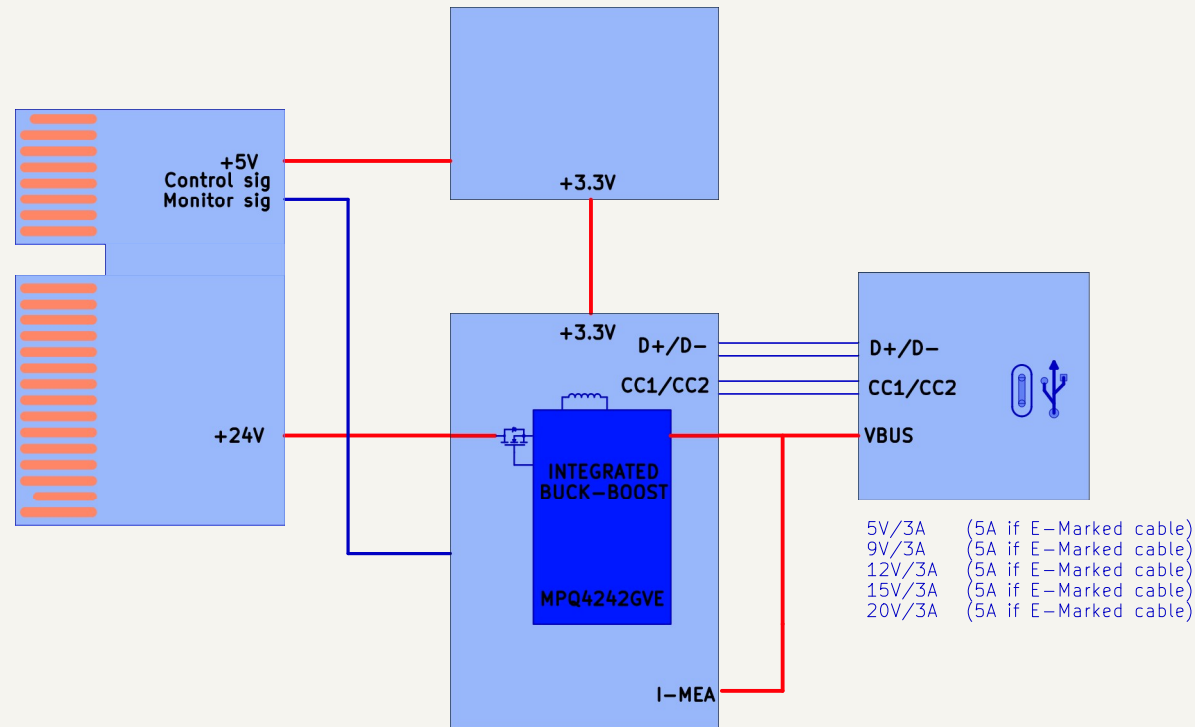 +5V
Control sig
Monitor sig
+24V
+3.3V
+3.3V
D+/D-
CC1/CC2
INTEGRATED
BUCK-BOOST
MPQ4242GVE
I-MEA
D+/D-
CC1/CC2
VBUS
5V/3A (5A if E-Marked cable)
9V/3A (5A if E-Marked cable)
12V/3A (5A if E-Marked cable)
15V/3A (5A if E-Marked cable)
20V/3A (5A if E-Marked cable)